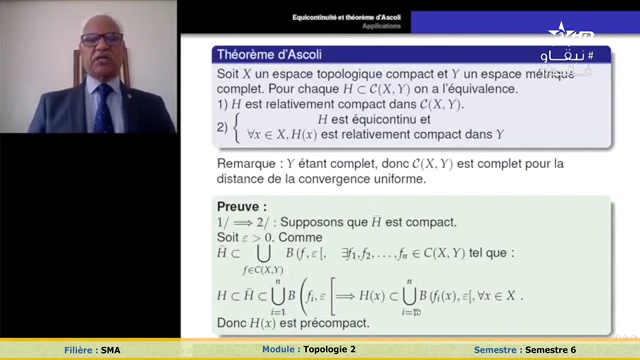 Equicontinuité et théorème d'Ascoli
Applications
# نبقاو
Théorème d'Ascoli
Soit X un espace topologique compact et Y un espace métrique
complet. Pour chaque H ⊂ C(X, Y) on a l'équivalence.
1) H est relativement compact dans C(X, Y).
2) { H est équicontinu et
∀x ∈ X, H(x) est relativement compact dans Y
Remarque : Y étant complet, donc C(X, Y) est complet pour la
distance de la convergence uniforme.
Preuve :
1/ ⟹ 2/ : Supposons que H̄ est compact.
Soit ε > 0. Comme
H̄ ⊂ ⋃_{f∈C(X,Y)} B (f, ε [, ∃f₁, f₂, . . . , fₙ ∈ C(X, Y) tel que :
H ⊂ H̄ ⊂ ⋃_{i=1}^{n} B ( fᵢ, ε [ ⟹ H(x) ⊂ ⋃_{i=1}^{n} B (fᵢ(x), ε[, ∀x ∈ X .
Donc H(x) est précompact.
Filière : SMA
Module : Topologie 2
Semestre : Semestre 6